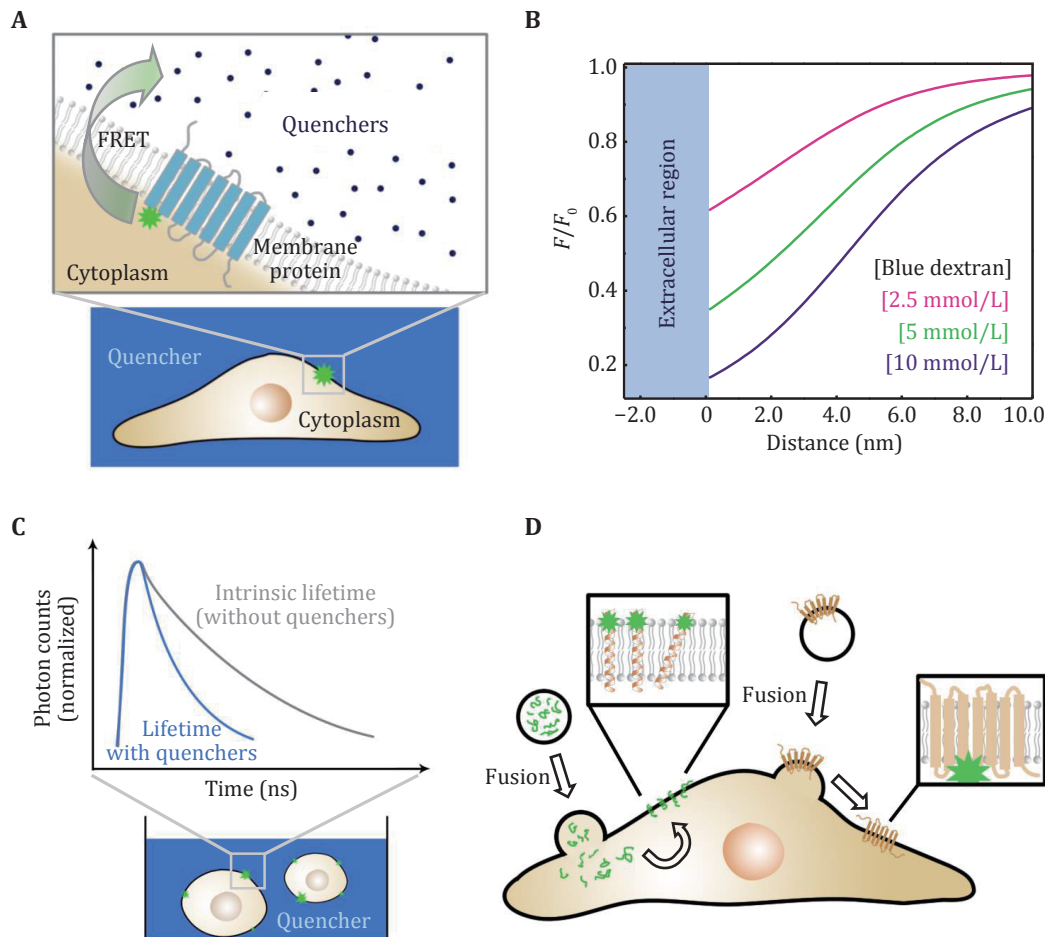 A
FRET
Quenchers
Membrane
protein
Cytoplasm
Quencher
Cytoplasm
B
F/F₀
1.0
0.8
0.6
0.4
0.2
Extracellular region
[Blue dextran]
[2.5 mmol/L]
[5 mmol/L]
[10 mmol/L]
−2.0 0 2.0 4.0 6.0 8.0 10.0
Distance (nm)
C
Photon counts
(normalized)
Intrinsic lifetime
(without quenchers)
Lifetime
with quenchers
Time (ns)
Quencher
D
Fusion
Fusion